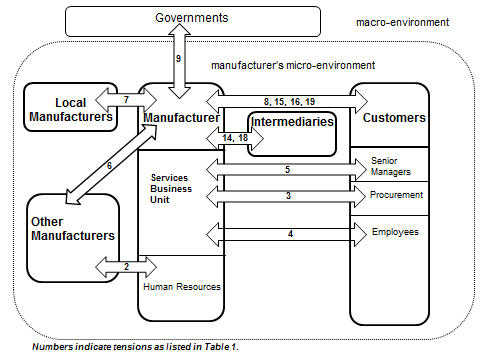 Governments
macro-environment
9
manufacturer's micro-environment
Local
Manufacturers
7
Manufacturer
8, 15, 16, 19
Customers
Intermediaries
14, 18
6
5
Senior
Managers
Services
Business
Unit
3
Procurement
Other
Manufacturers
4
Employees
2
Human Resources
Numbers indicate tensions as listed in Table 1.